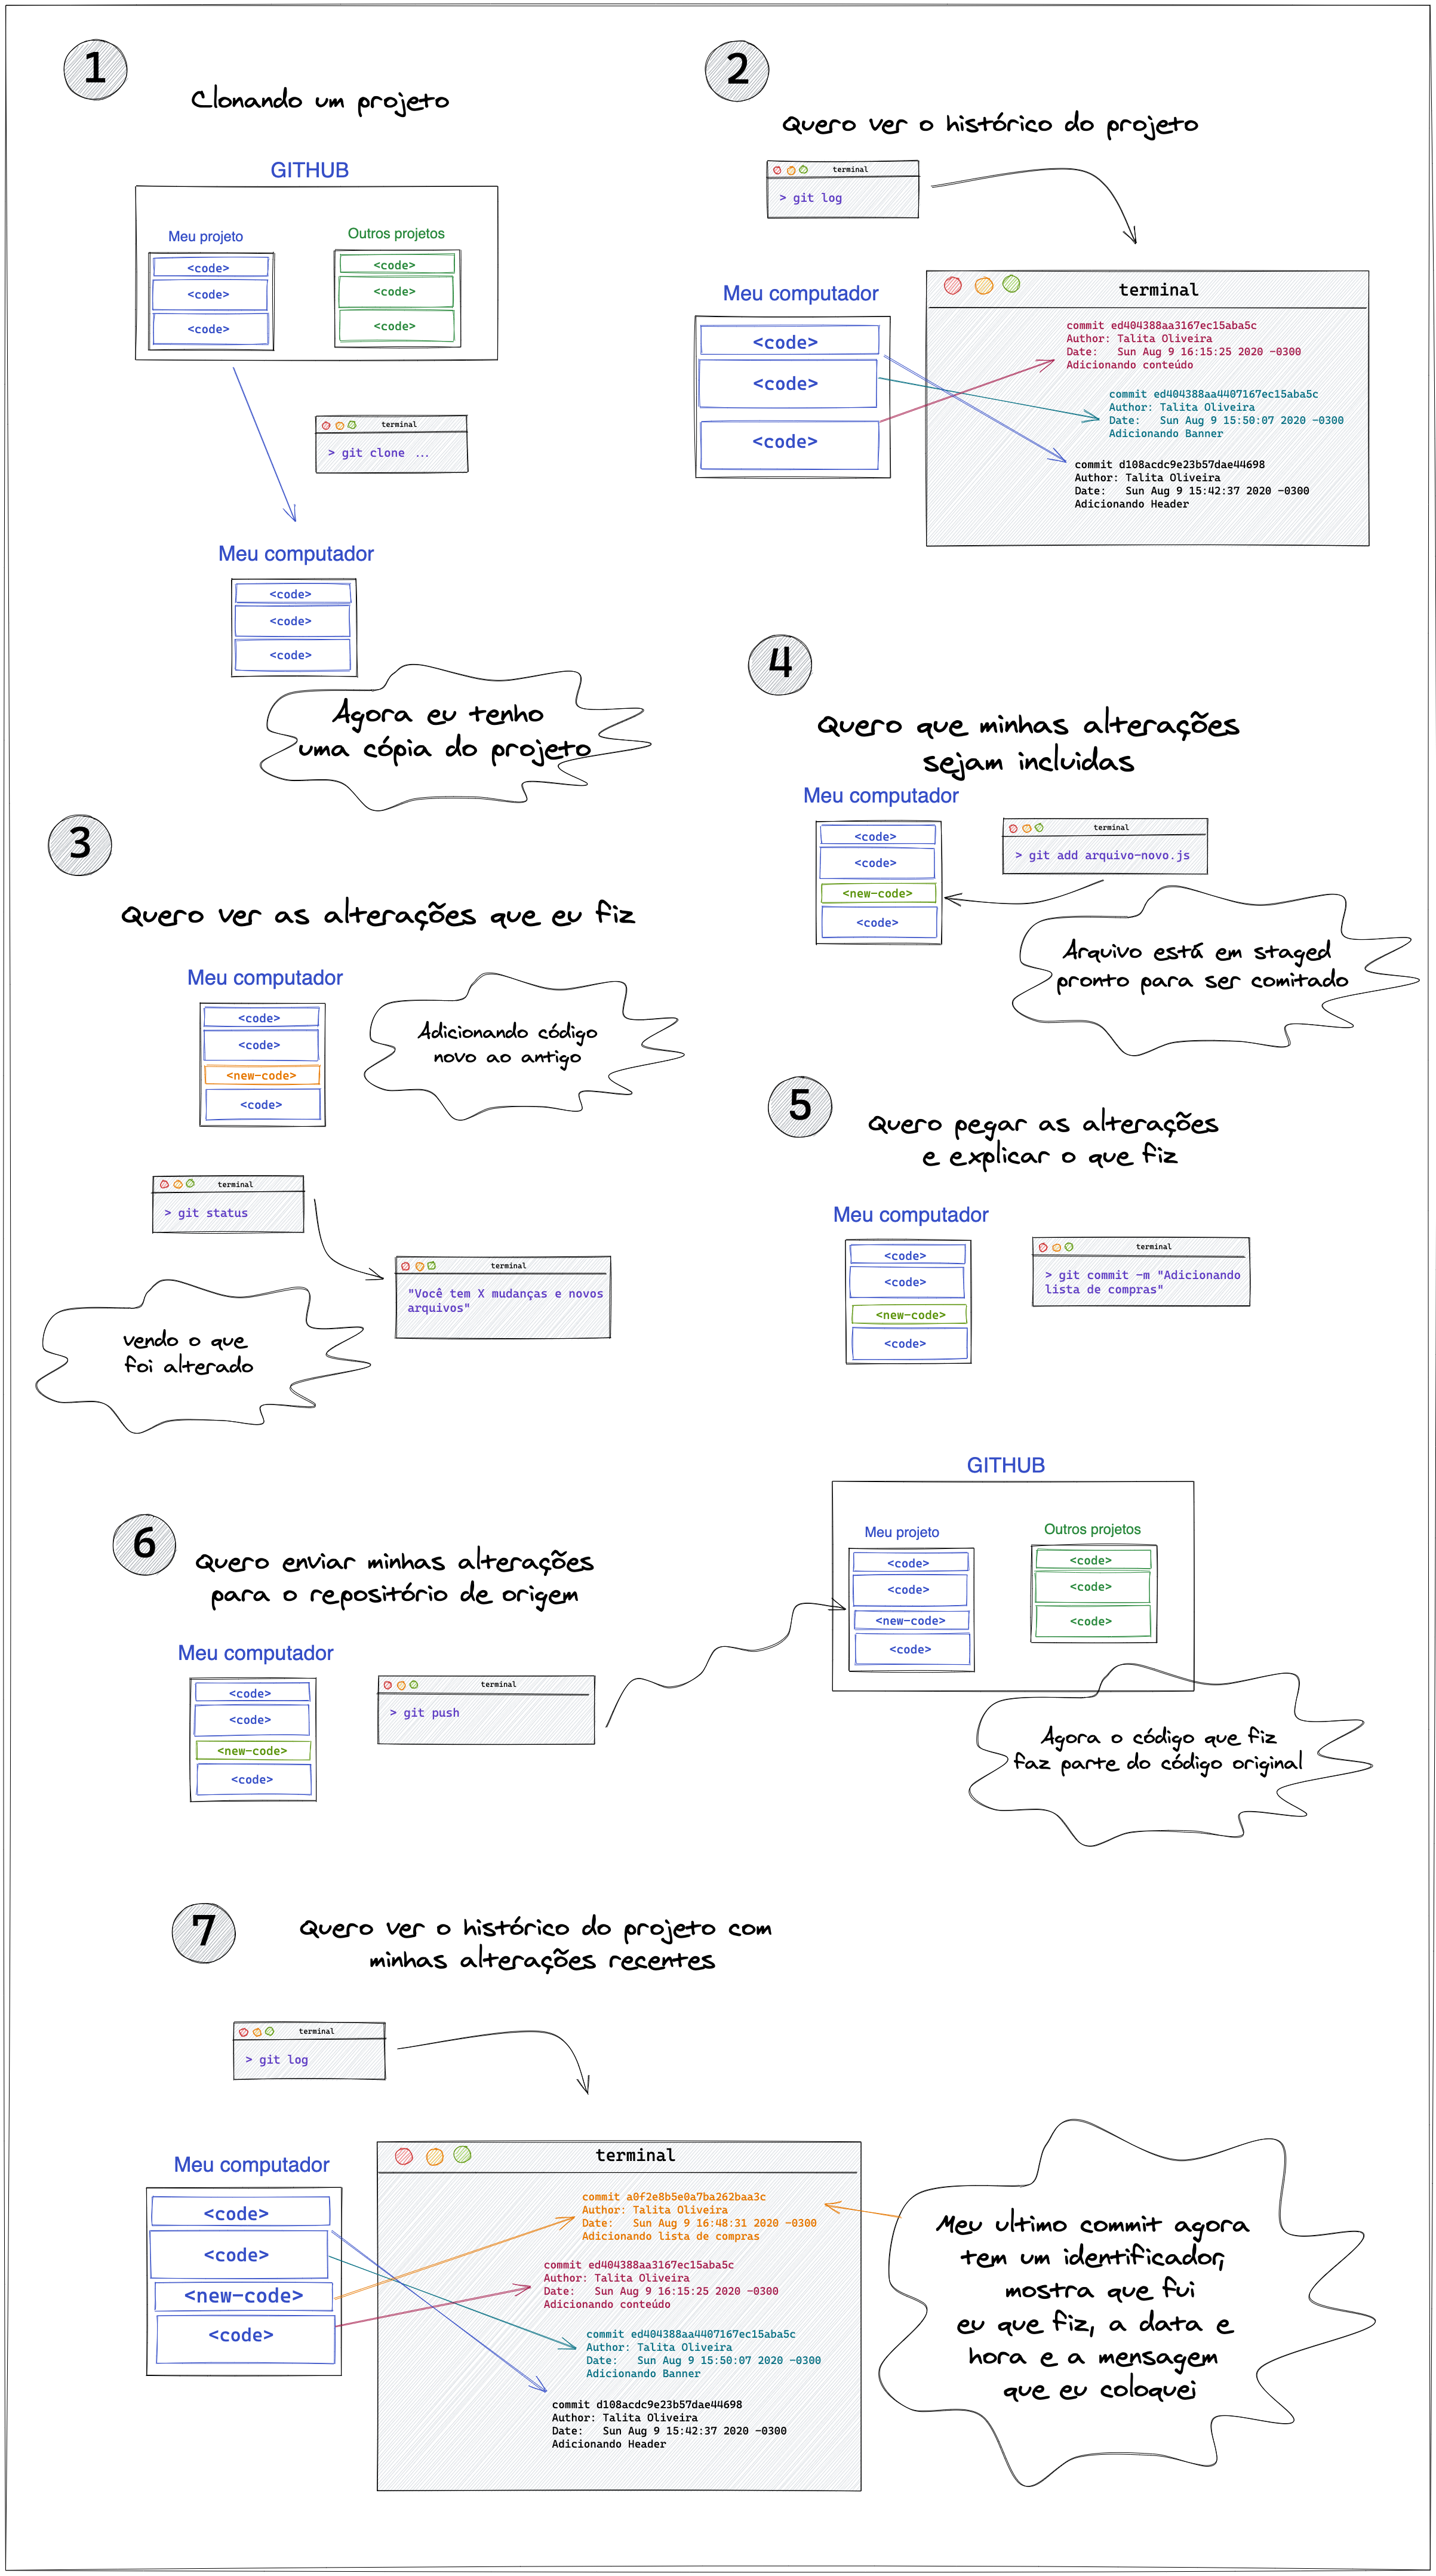 1
Clonando um projeto
GITHUB
Meu projeto
<code>
<code>
<code>
Outros projetos
<code>
<code>
<code>
terminal
> git clone ...
Meu computador
<code>
<code>
<code>
Agora eu tenho
uma cópia do projeto
2
Quero ver o histórico do projeto
terminal
> git log
Meu computador
<code>
<code>
<code>
terminal
commit ed404388aa3167ec15aba5c
Author: Talita Oliveira
Date: Sun Aug 9 16:15:25 2020 -0300
Adicionando conteúdo
commit ed404388aa4407167ec15aba5c
Author: Talita Oliveira
Date: Sun Aug 9 15:50:07 2020 -0300
Adicionando Banner
commit d108acdc9e23b57dae44698
Author: Talita Oliveira
Date: Sun Aug 9 15:42:37 2020 -0300
Adicionando Header
3
Quero ver as alterações que eu fiz
Meu computador
<code>
<code>
<new-code>
<code>
Adicionando código
novo ao antigo
terminal
> git status
terminal
"Você tem X mudanças e novos
arquivos"
vendo o que
foi alterado
4
Quero que minhas alterações
sejam incluidas
Meu computador
<code>
<code>
<new-code>
<code>
terminal
> git add arquivo-novo.js
Arquivo está em staged
pronto para ser comitado
5
Quero pegar as alterações
e explicar o que fiz
Meu computador
<code>
<code>
<new-code>
<code>
terminal
> git commit -m "Adicionando
lista de compras"
6
Quero enviar minhas alterações
para o repositório de origem
Meu computador
<code>
<code>
<new-code>
<code>
terminal
> git push
GITHUB
Meu projeto
<code>
<code>
<new-code>
<code>
Outros projetos
<code>
<code>
<code>
Agora o código que fiz
faz parte do código original
7
Quero ver o histórico do projeto com
minhas alterações recentes
terminal
> git log
Meu computador
<code>
<code>
<new-code>
<code>
terminal
commit a0f2e8b5e0a7ba262baa3c
Author: Talita Oliveira
Date: Sun Aug 9 16:48:31 2020 -0300
Adicionando lista de compras
commit ed404388aa3167ec15aba5c
Author: Talita Oliveira
Date: Sun Aug 9 16:15:25 2020 -0300
Adicionando conteúdo
commit ed404388aa4407167ec15aba5c
Author: Talita Oliveira
Date: Sun Aug 9 15:50:07 2020 -0300
Adicionando Banner
commit d108acdc9e23b57dae44698
Author: Talita Oliveira
Date: Sun Aug 9 15:42:37 2020 -0300
Adicionando Header
Meu ultimo commit agora
tem um identificador,
mostra que fui
eu que fiz, a data e
hora e a mensagem
que eu coloquei